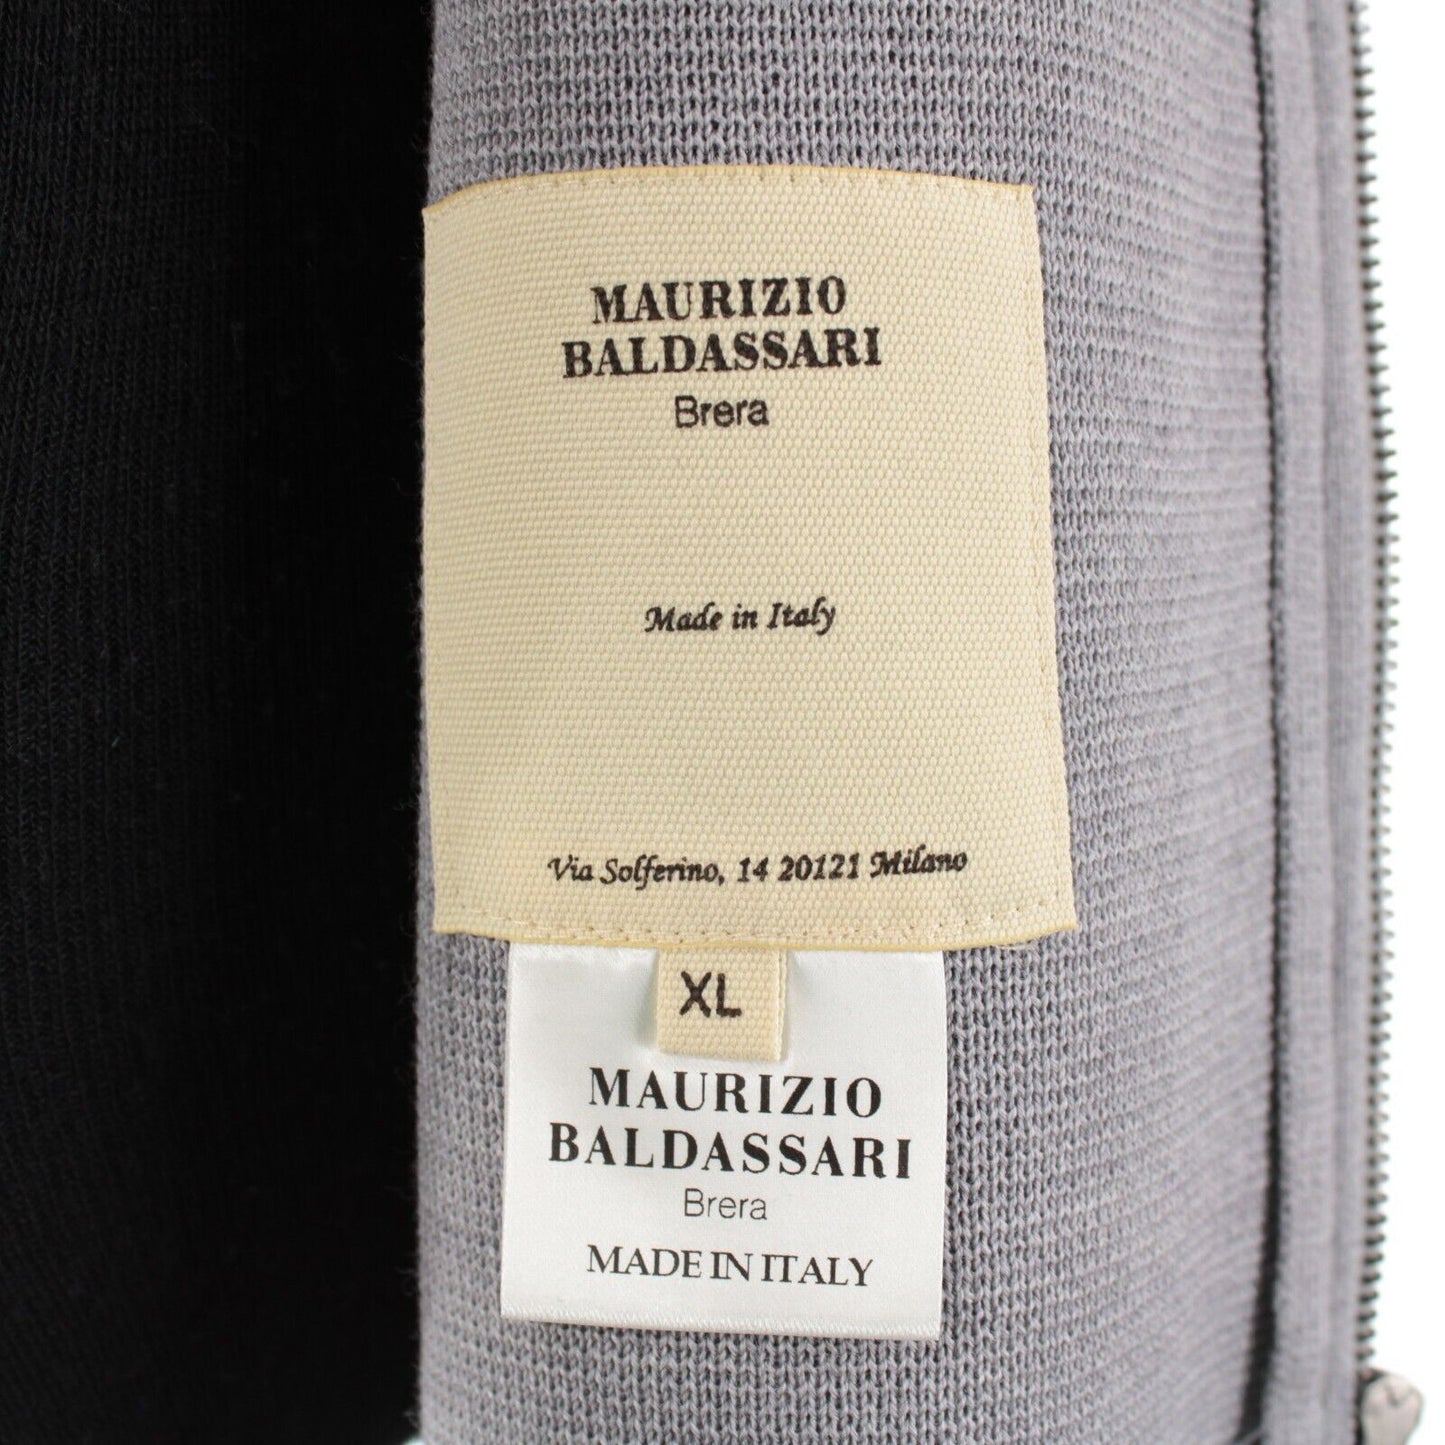 MAURIZIO
BALDASSARI
Brera
Made in Italy
Via Solferino, 14 20121 Milano
XL
MAURIZIO
BALDASSARI
Brera
MADE IN ITALY